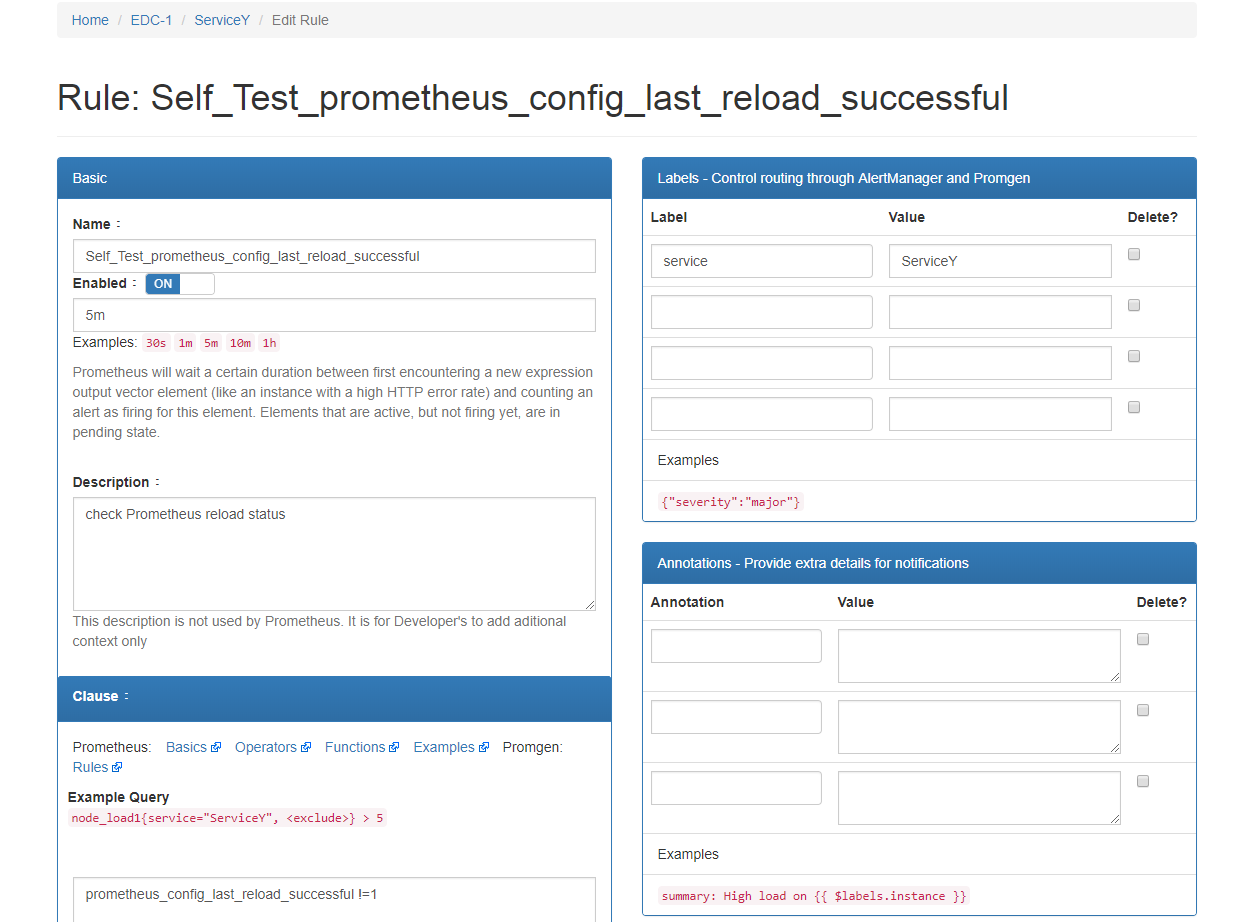 Home / EDC-1 / ServiceY / Edit Rule
Rule: Self_Test_prometheus_config_last_reload_successful
Basic
Name :
Self_Test_prometheus_config_last_reload_successful
Enabled : ON
5m
Examples: 30s 1m 5m 10m 1h
Prometheus will wait a certain duration between first encountering a new expression
output vector element (like an instance with a high HTTP error rate) and counting an
alert as firing for this element. Elements that are active, but not firing yet, are in
pending state.
Description :
check Prometheus reload status
This description is not used by Prometheus. It is for Developer's to add aditional
context only
Clause :
Prometheus: Basics Operators Functions Examples Promgen:
Rules
Example Query
node_load1{service="ServiceY", <exclude>} > 5
prometheus_config_last_reload_successful !=1
Labels - Control routing through AlertManager and Promgen
Label Value Delete?
service ServiceY
Examples
{"severity":"major"}
Annotations - Provide extra details for notifications
Annotation Value Delete?
Examples
summary: High load on {{ $labels.instance }}